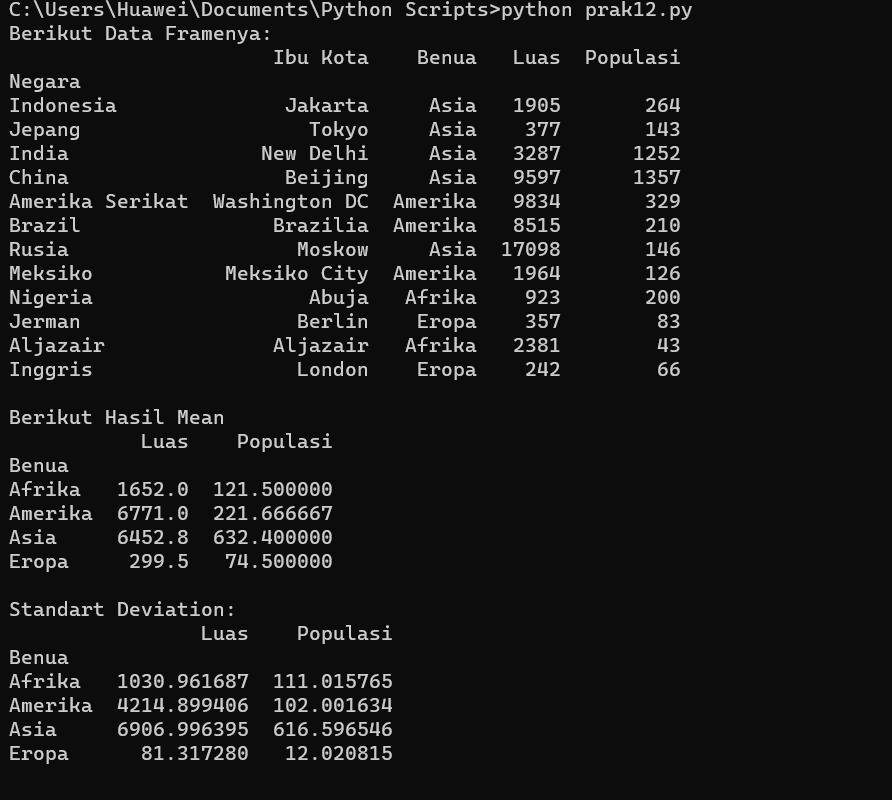 C:\Users\Huawei\Documents\Python Scripts>python prak12.py
Berikut Data Framenya:
                      Ibu Kota    Benua   Luas  Populasi
Negara
Indonesia              Jakarta     Asia   1905       264
Jepang                   Tokyo     Asia    377       143
India                New Delhi     Asia   3287      1252
China                  Beijing     Asia   9597      1357
Amerika Serikat  Washington DC  Amerika   9834       329
Brazil                Brazilia  Amerika   8515       210
Rusia                   Moskow     Asia  17098       146
Meksiko           Meksiko City  Amerika   1964       126
Nigeria                  Abuja   Afrika    923       200
Jerman                  Berlin    Eropa    357        83
Aljazair              Aljazair   Afrika   2381        43
Inggris                 London    Eropa    242        66

Berikut Hasil Mean
           Luas    Populasi
Benua
Afrika   1652.0  121.500000
Amerika  6771.0  221.666667
Asia     6452.8  632.400000
Eropa     299.5   74.500000

Standart Deviation:
                Luas    Populasi
Benua
Afrika   1030.961687  111.015765
Amerika  4214.899406  102.001634
Asia     6906.996395  616.596546
Eropa      81.317280   12.020815